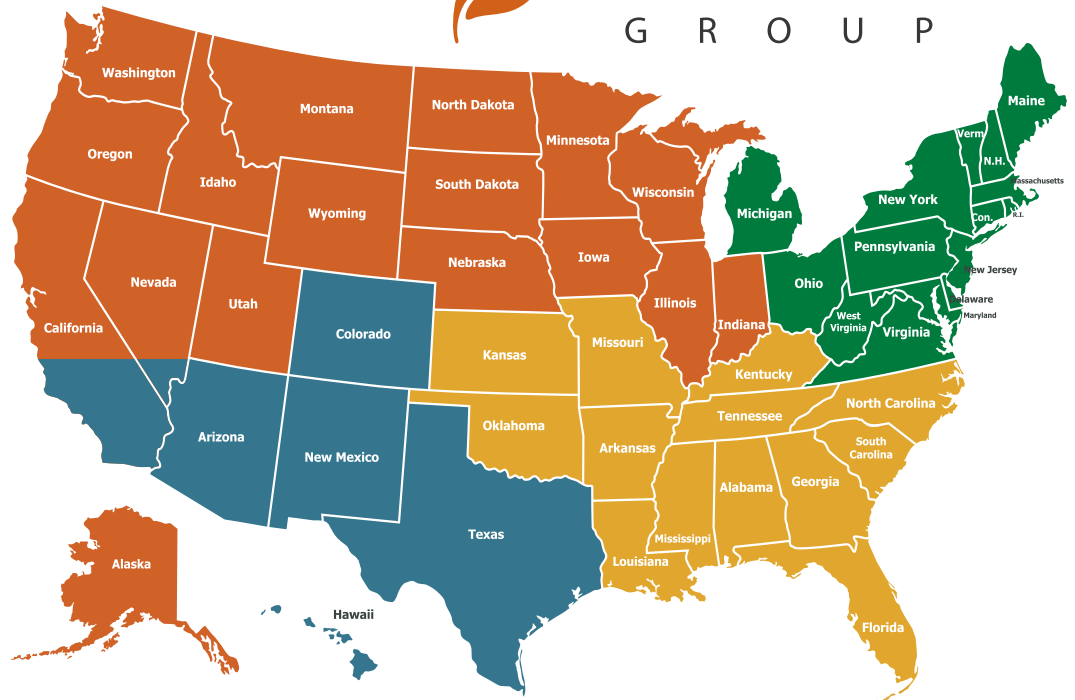 G R O U P
Washington
Montana
North Dakota
Minnesota
Maine
Verm
N.H.
Oregon
Idaho
South Dakota
Wisconsin
Michigan
New York
assachusetts
Con.
R.I.
Wyoming
Nebraska
Iowa
Pennsylvania
New Jersey
Nevada
Utah
Illinois
Indiana
Ohio
Delaware
Maryland
West
Virginia
Virginia
California
Colorado
Kansas
Missouri
Kentucky
Arizona
New Mexico
Oklahoma
Arkansas
Tennessee
North Carolina
South
Carolina
Texas
Mississippi
Alabama
Georgia
Louisiana
Alaska
Hawaii
Florida